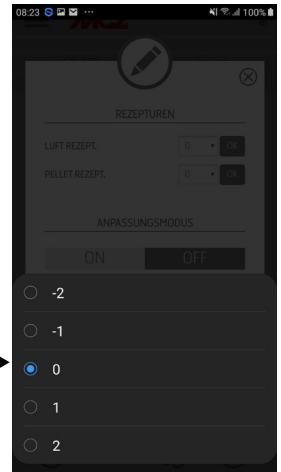 08:23 ... 100%
MCZ
REZEPTUREN
LUFT REZEPT. 0 OK
PELLET REZEPT. 0 OK
ANPASSUNGSMODUS
ON OFF
-2
-1
0
1
2